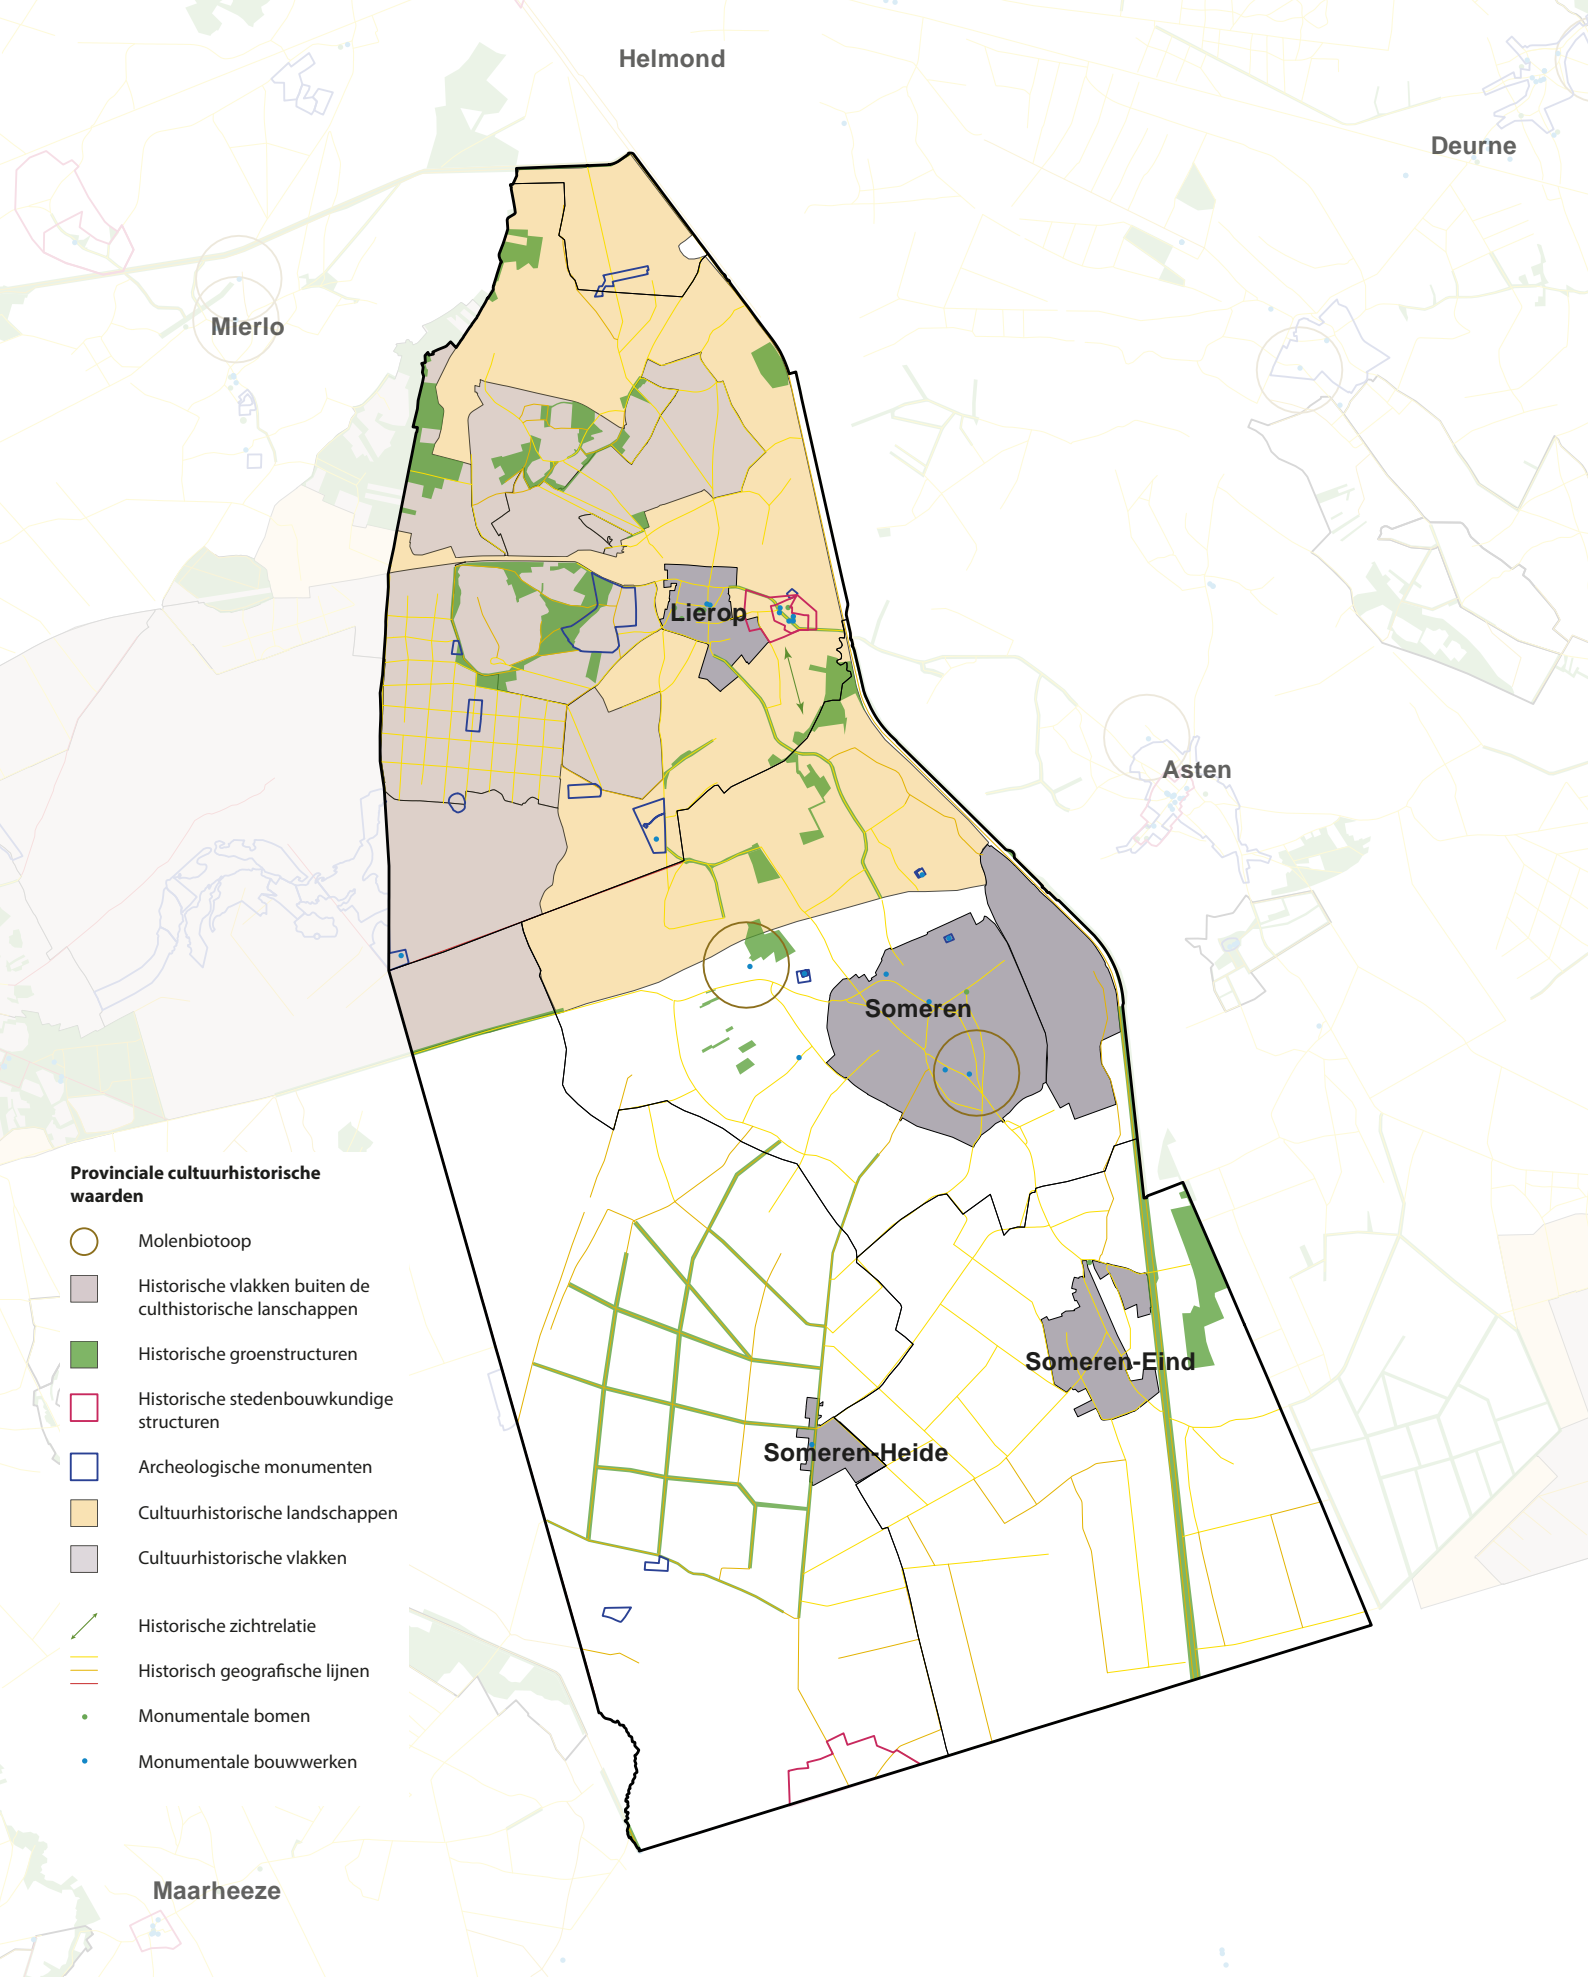 Helmond
Deurne
Mierlo
Lierop
Asten
Someren
Provinciale cultuurhistorische
waarden
Molenbiotoop
Historische vlakken buiten de
culthistorische lanschappen
Historische groenstructuren
Historische stedenbouwkundige
structuren
Archeologische monumenten
Cultuurhistorische landschappen
Cultuurhistorische vlakken
Historische zichtrelatie
Historisch geografische lijnen
Monumentale bomen
Monumentale bouwwerken
Someren-Eind
Someren-Heide
Maarheeze